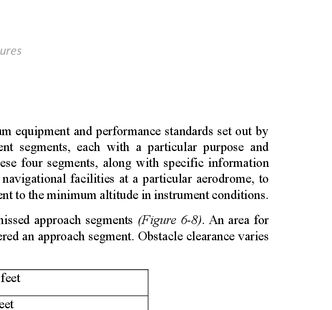 ures
um equipment and performance standards set out by
ent segments, each with a particular purpose and
ese four segments, along with specific information
navigational facilities at a particular aerodrome, to
ent to the minimum altitude in instrument conditions.
missed approach segments (Figure 6-8). An area for
ered an approach segment. Obstacle clearance varies
feet
eet